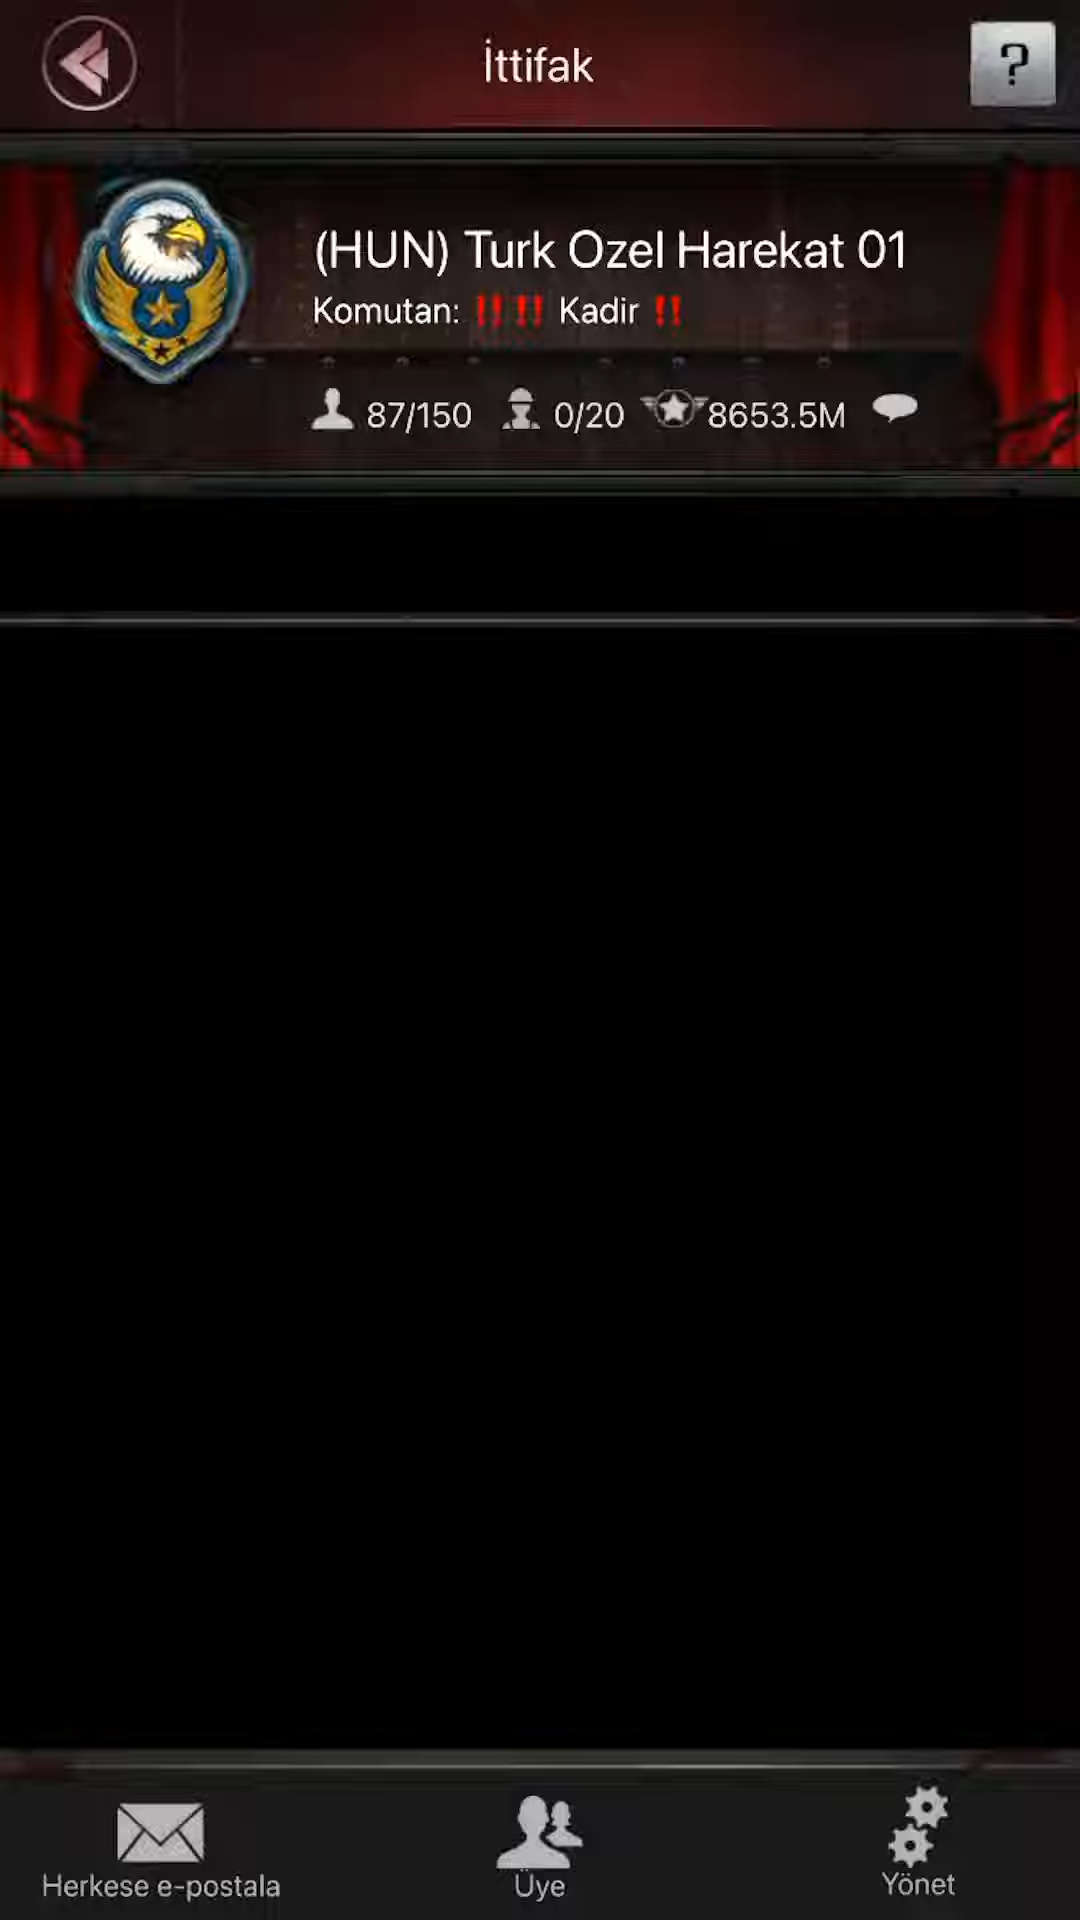 İttifak
?
(HUN) Turk Ozel Harekat 01
Komutan: ‼️‼️ Kadir ‼️
87/150 0/20 8653.5M
Herkese e-postala Üye Yönet